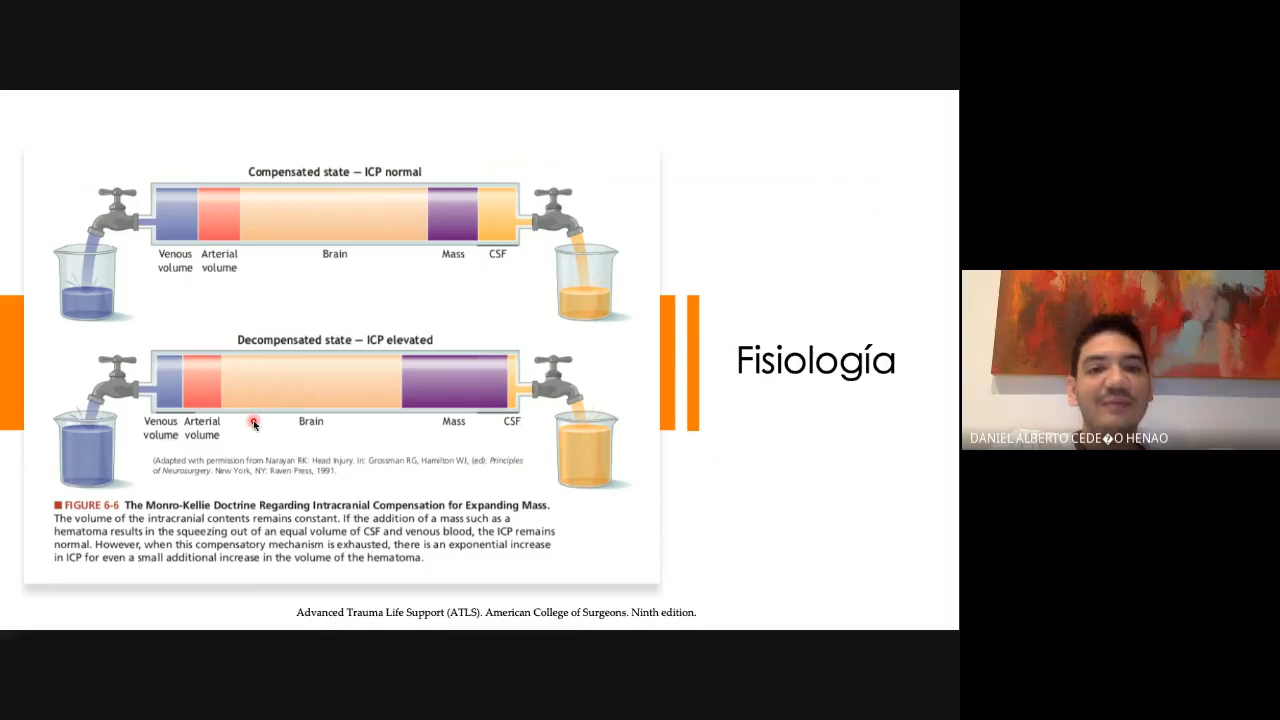 Compensated state — ICP normal
Venous volume
Arterial volume
Brain
Mass
CSF
Decompensated state — ICP elevated
Venous volume
Arterial volume
Brain
Mass
CSF
(Adapted with permission from Narayan RK: Head Injury. In: Grossman RG, Hamilton WJ, (ed): Principles
of Neurosurgery. New York, NY: Raven Press, 1991.
FIGURE 6-6 The Monro-Kellie Doctrine Regarding Intracranial Compensation for Expanding Mass.
The volume of the intracranial contents remains constant. If the addition of a mass such as a
hematoma results in the squeezing out of an equal volume of CSF and venous blood, the ICP remains
normal. However, when this compensatory mechanism is exhausted, there is an exponential increase
in ICP for even a small additional increase in the volume of the hematoma.
Fisiología
Advanced Trauma Life Support (ATLS). American College of Surgeons. Ninth edition.
DANIEL ALBERTO CEDE�O HENAO